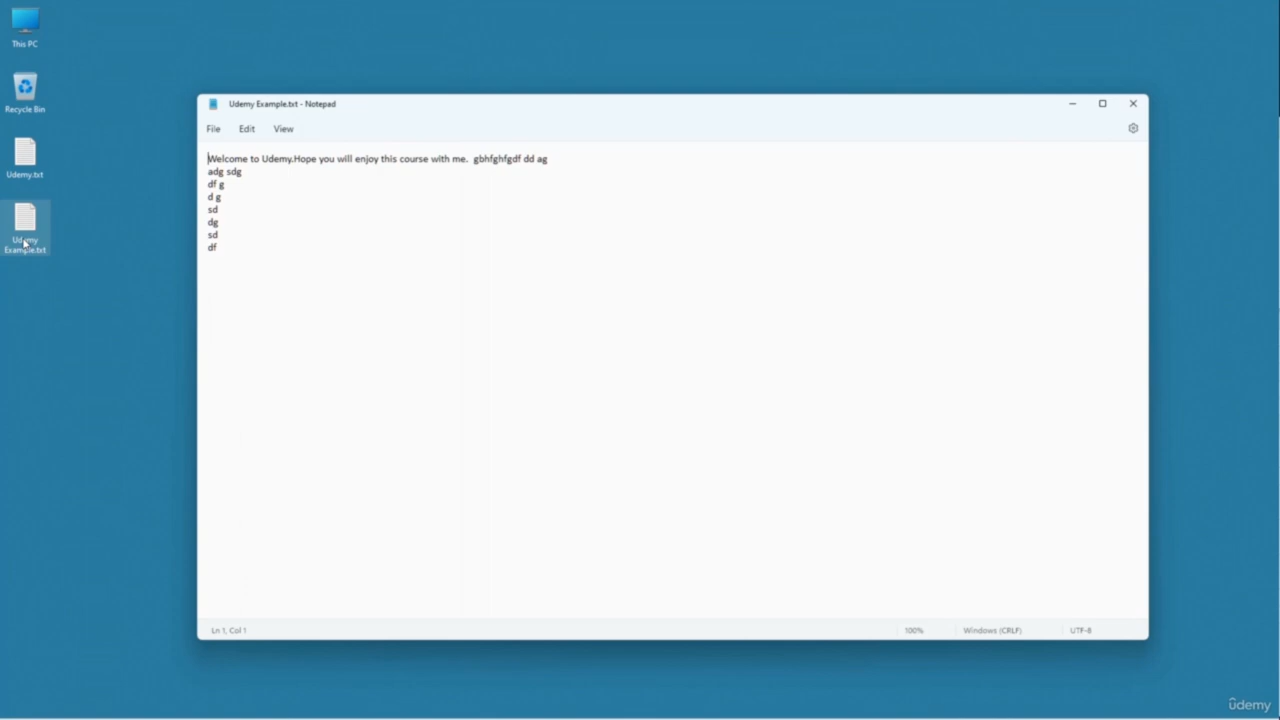 This PC
Recycle Bin
Udemy.txt
Udemy
Example.txt
Udemy Example.txt - Notepad
File Edit View
Welcome to Udemy.Hope you will enjoy this course with me.  gbhfghfgdf dd ag
adg sdg
df g
d g
sd
dg
sd
df
Ln 1, Col 1 100% Windows (CRLF) UTF-8
ûdemy